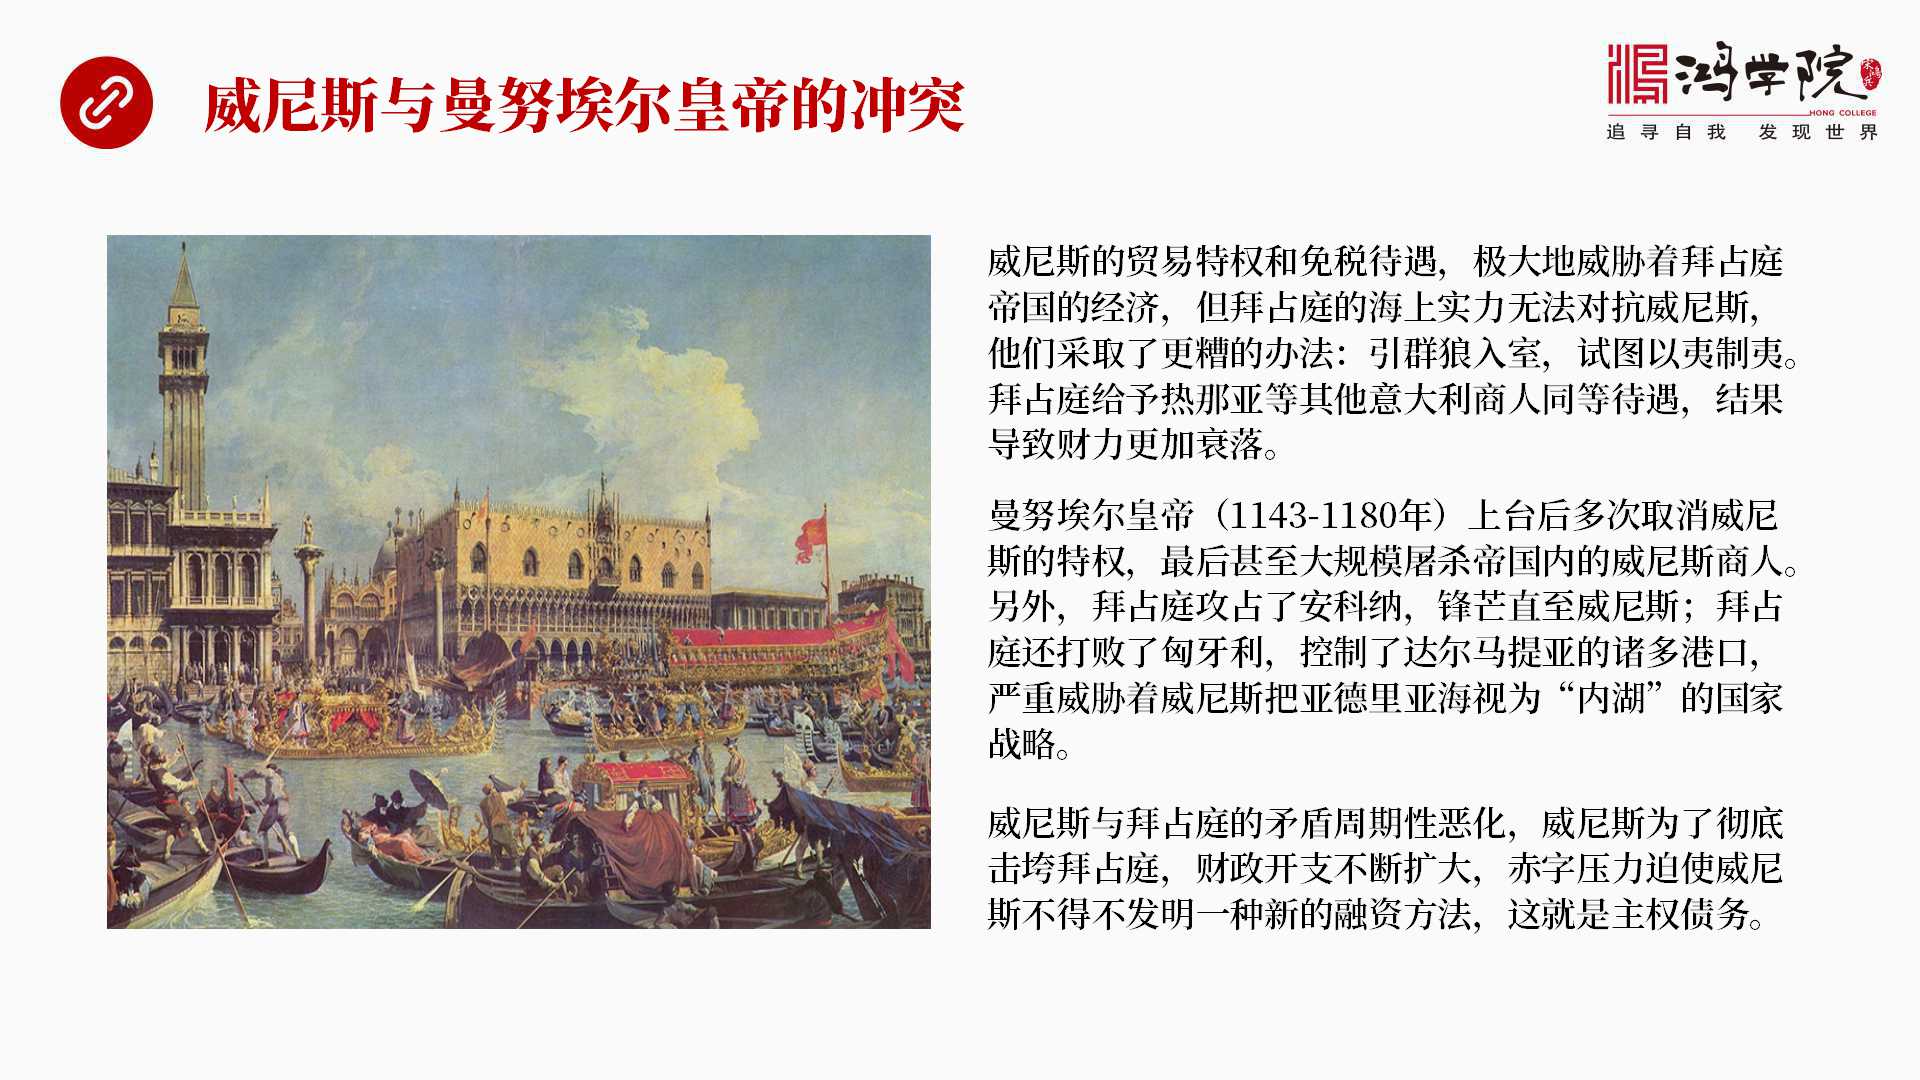 威尼斯与曼努埃尔皇帝的冲突
鸿学院
宋鸿兵
HONG COLLEGE
追寻自我 发现世界
威尼斯的贸易特权和免税待遇，极大地威胁着拜占庭
帝国的经济，但拜占庭的海上实力无法对抗威尼斯，
他们采取了更糟的办法：引群狼入室，试图以夷制夷。
拜占庭给予热那亚等其他意大利商人同等待遇，结果
导致财力更加衰落。
曼努埃尔皇帝（1143-1180年）上台后多次取消威尼
斯的特权，最后甚至大规模屠杀帝国内的威尼斯商人。
另外，拜占庭攻占了安科纳，锋芒直至威尼斯；拜占
庭还打败了匈牙利，控制了达尔马提亚的诸多港口，
严重威胁着威尼斯把亚德里亚海视为“内湖”的国家
战略。
威尼斯与拜占庭的矛盾周期性恶化，威尼斯为了彻底
击垮拜占庭，财政开支不断扩大，赤字压力迫使威尼
斯不得不发明一种新的融资方法，这就是主权债务。